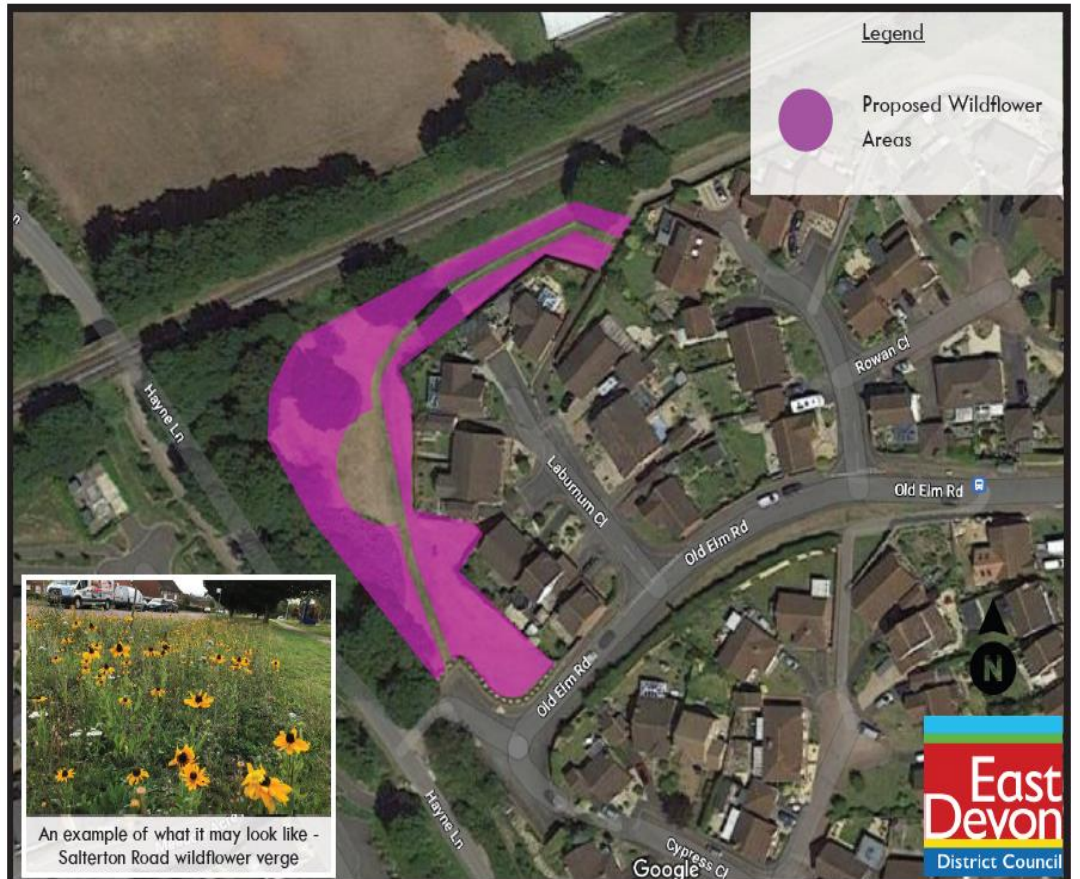 Legend
Proposed Wildflower
Areas
n
Hayne Ln
Rowan Cl
Laburnum Cl
Old Elm Rd
Old Elm Rd
Old Elm Rd
N
Hayne Ln
Cypress Cl
Google
An example of what it may look like -
Salterton Road wildflower verge
East
Devon
District Council